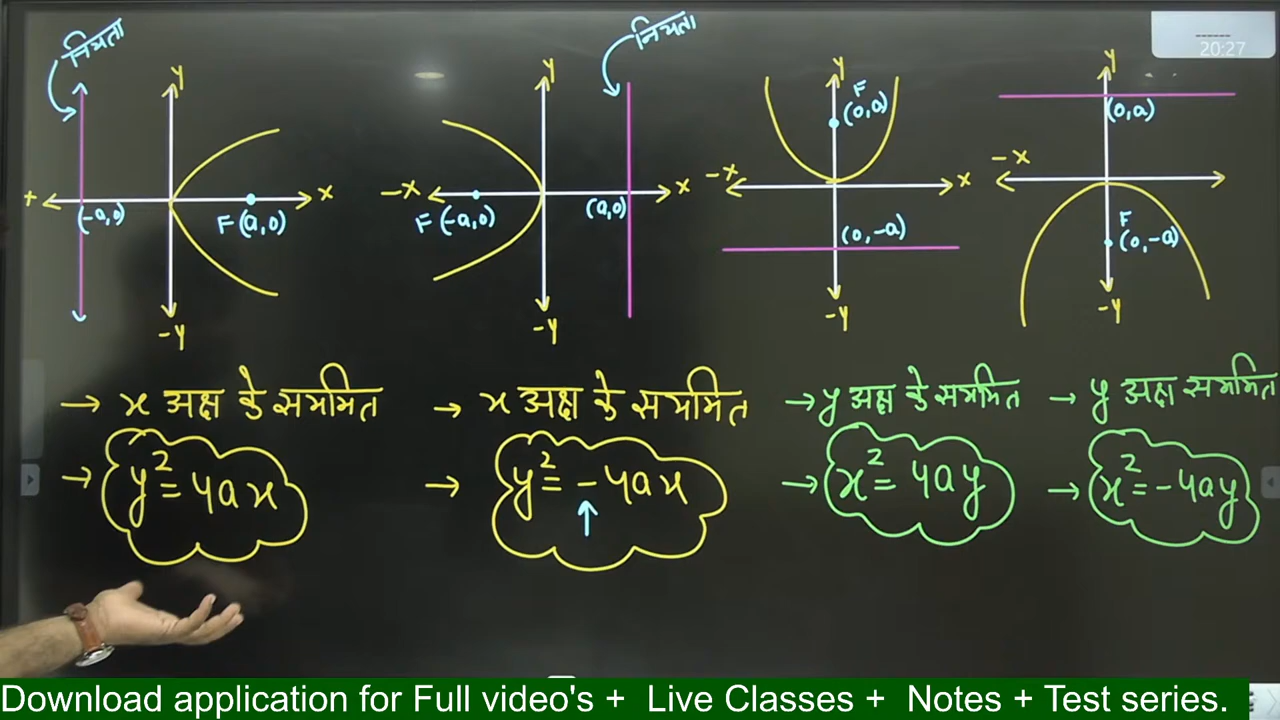 नियता
नियता
20:27
y
y
y
y
F
(0,a)
(0,a)
-x
+
x
-x
x
-x
x
(-a,0)
F(a,0)
F(-a,0)
(a,0)
(0,-a)
F
(0,-a)
-y
-y
-y
-y
→ x अक्ष के सममित
→ x अक्ष के सममित
→ y अक्ष के सममित
→ y अक्ष सममित
→ y² = 4ax
→ y² = -4ax
→ x² = 4ay
→ x² = -4ay
↑
Download application for Full video's + Live Classes + Notes + Test series.